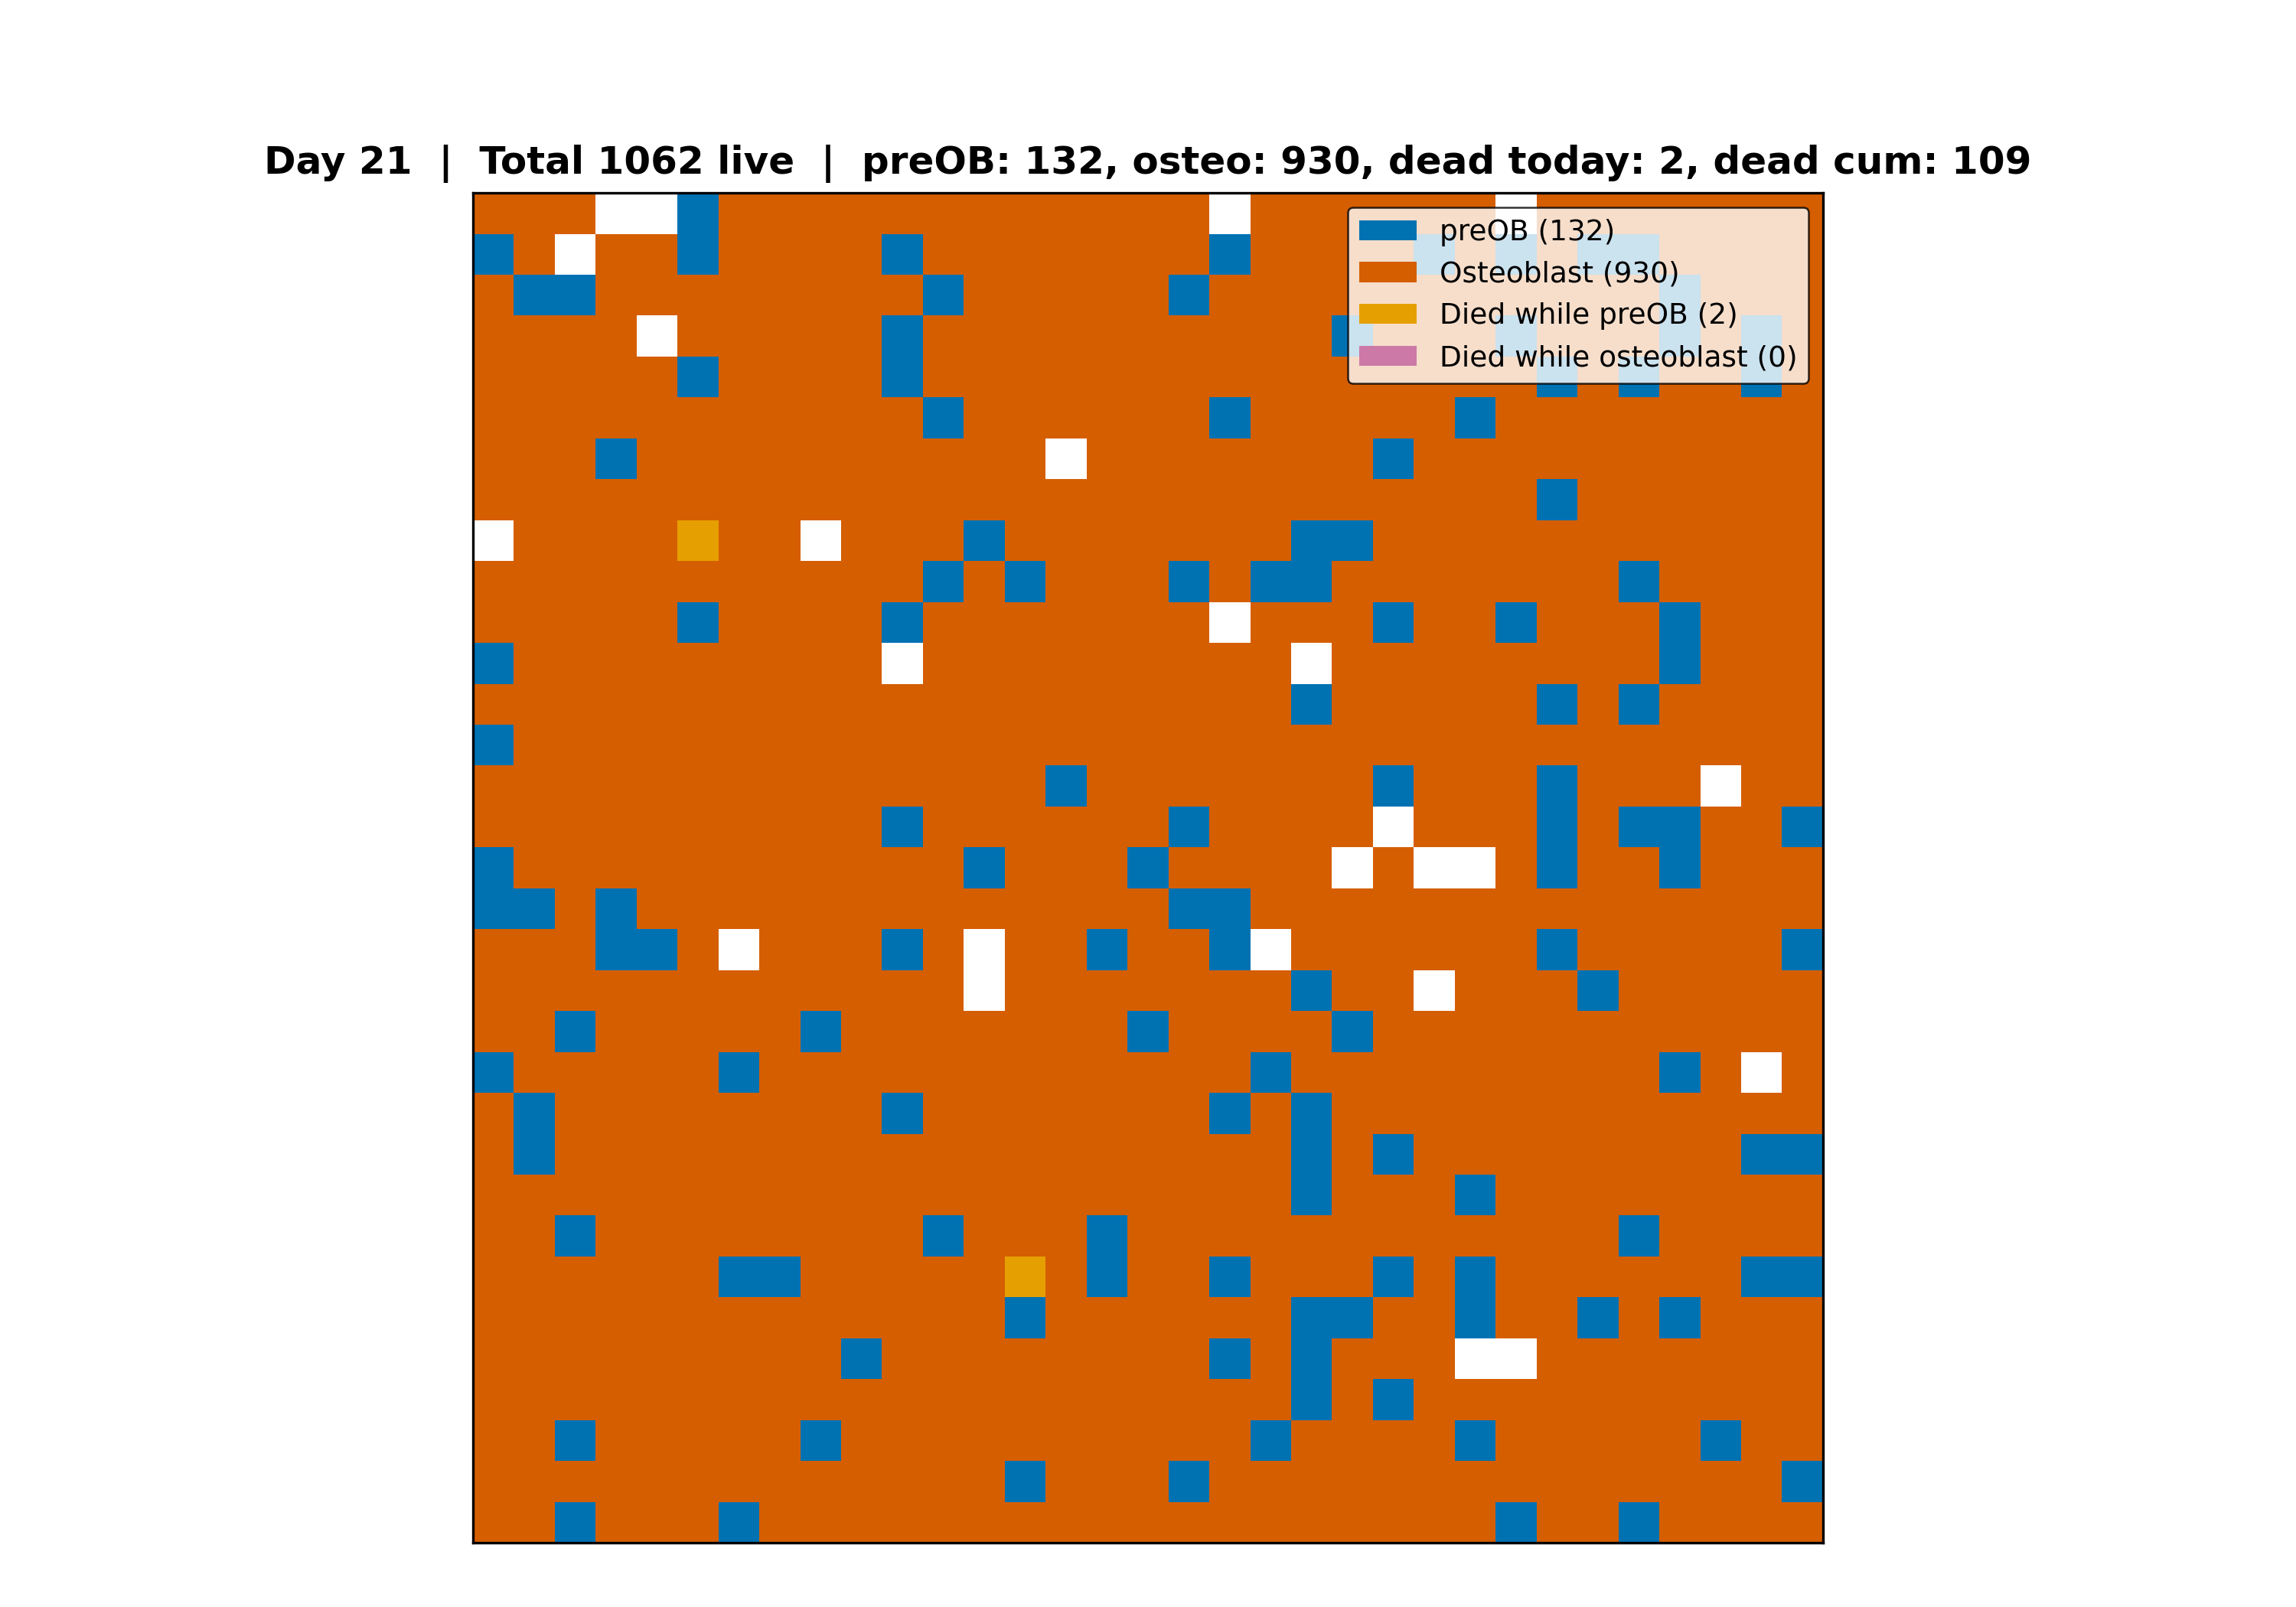 Day 21 | Total 1062 live | preOB: 132, osteo: 930, dead today: 2, dead cum: 109
preOB (132)
Osteoblast (930)
Died while preOB (2)
Died while osteoblast (0)